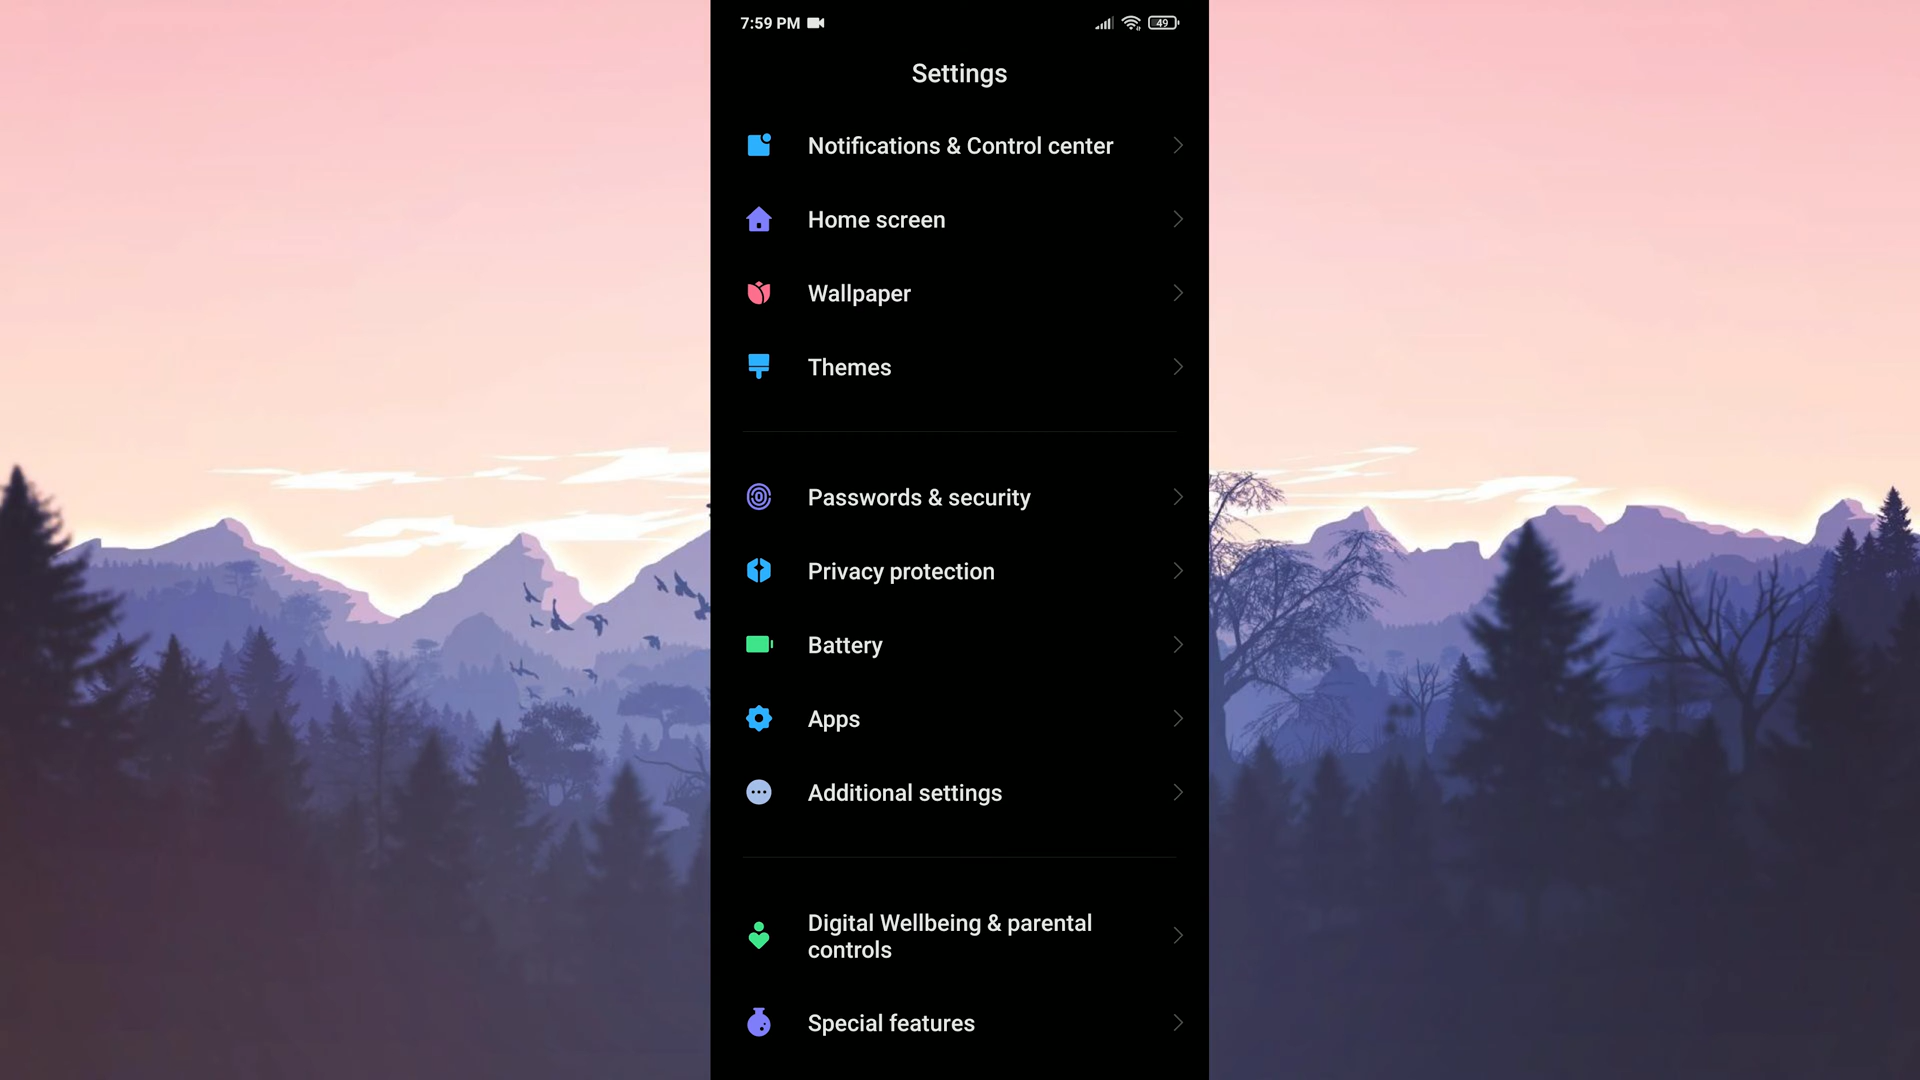 7:59 PM
49
Settings
Notifications & Control center
Home screen
Wallpaper
Themes
Passwords & security
Privacy protection
Battery
Apps
Additional settings
Digital Wellbeing & parental
controls
Special features